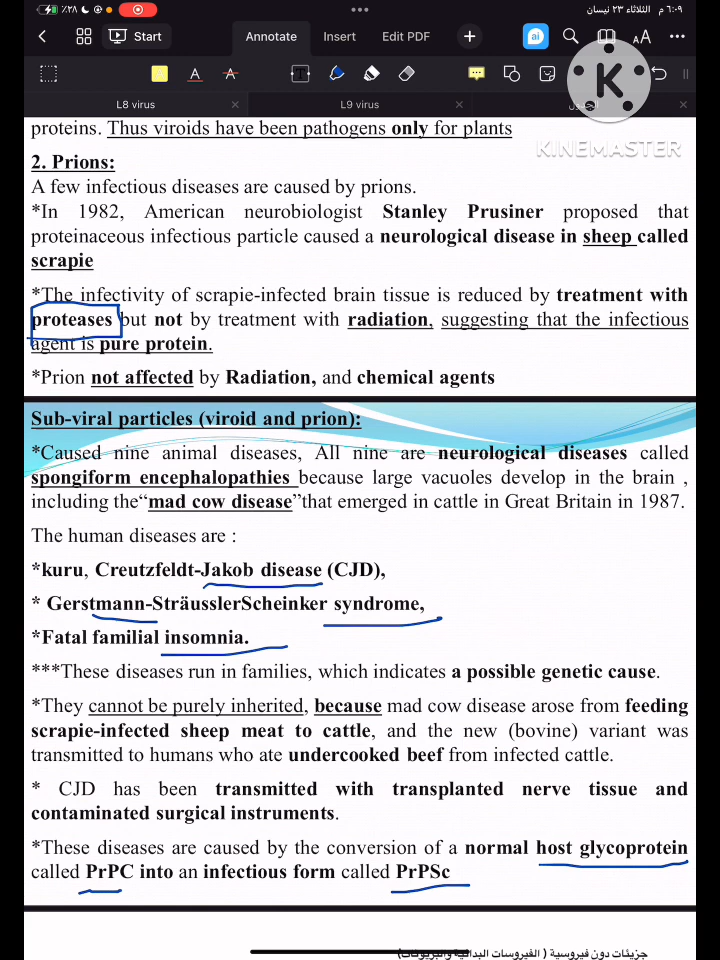 ٪٢٨ ٦:٠٩ م الثلاثاء ٢٣ نيسان
Start Annotate Insert Edit PDF ai AA
T
L8 virus L9 virus الجدول
K
KINEMASTER
proteins. Thus viroids have been pathogens only for plants
2. Prions:
A few infectious diseases are caused by prions.
*In 1982, American neurobiologist Stanley Prusiner proposed that
proteinaceous infectious particle caused a neurological disease in sheep called
scrapie
*The infectivity of scrapie-infected brain tissue is reduced by treatment with
proteases but not by treatment with radiation, suggesting that the infectious
agent is pure protein.
*Prion not affected by Radiation, and chemical agents
Sub-viral particles (viroid and prion):
*Caused nine animal diseases, All nine are neurological diseases called
spongiform encephalopathies because large vacuoles develop in the brain ,
including the“mad cow disease”that emerged in cattle in Great Britain in 1987.
The human diseases are :
*kuru, Creutzfeldt-Jakob disease (CJD),
* Gerstmann-SträusslerScheinker syndrome,
*Fatal familial insomnia.
***These diseases run in families, which indicates a possible genetic cause.
*They cannot be purely inherited, because mad cow disease arose from feeding
scrapie-infected sheep meat to cattle, and the new (bovine) variant was
transmitted to humans who ate undercooked beef from infected cattle.
* CJD has been transmitted with transplanted nerve tissue and
contaminated surgical instruments.
*These diseases are caused by the conversion of a normal host glycoprotein
called PrPC into an infectious form called PrPSc
جزيئات دون فيروسية ( الفيروسات البدائية والبريونات)